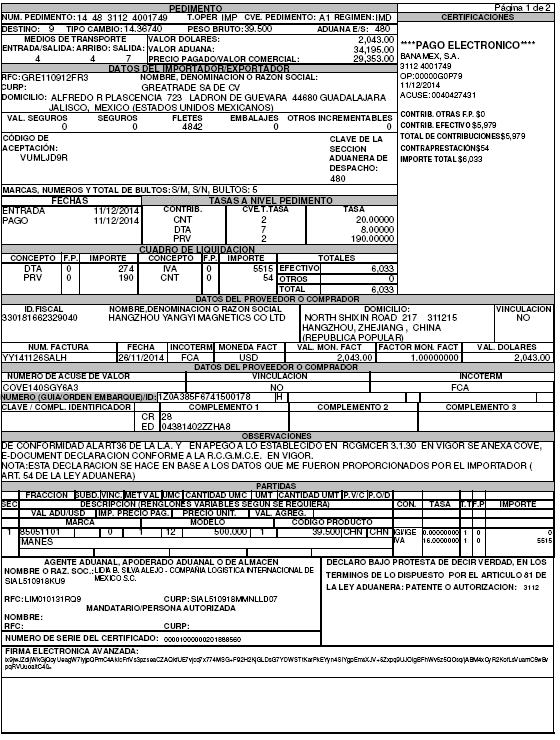 PEDIMENTO Página 1 de 2
NUM. PEDIMENTO: 14 48 3112 4001749 T.OPER IMP CVE. PEDIMENTO: A1 REGIMEN: IMD CERTIFICACIONES
DESTINO: 9 TIPO CAMBIO: 14.36740 PESO BRUTO: 39.500 ADUANA E/S: 480
MEDIOS DE TRANSPORTE VALOR DOLARES: 2,043.00
ENTRADA/SALIDA: ARRIBO: SALIDA: VALOR ADUANA: 34,195.00
4 4 7 PRECIO PAGADO/VALOR COMERCIAL: 29,353.00
****PAGO ELECTRONICO****
BANAMEX, S.A.
3112 4001749
OP:00000G0P79
11/12/2014
ACUSE:0040427431
CONTRIB. OTRAS F.P. $0
CONTRIB. EFECTIVO $5,979
TOTAL DE CONTRIBUCIONES$5,979
CONTRAPRESTACIÓN$54
IMPORTE TOTAL $6,033
DATOS DEL IMPORTADOR/EXPORTADOR
RFC:GRE110912FR3 NOMBRE, DENOMINACION O RAZON SOCIAL:
CURP: GREATRADE SA DE CV
DOMICILIO: ALFREDO R PLASCENCIA 723 LADRON DE GUEVARA 44680 GUADALAJARA
JALISCO, MEXICO (ESTADOS UNIDOS MEXICANOS)
VAL. SEGUROS SEGUROS FLETES EMBALAJES OTROS INCREMENTABLES
0 0 4842 0 0
CÓDIGO DE
ACEPTACIÓN:
VUMLJD9R
CLAVE DE LA
SECCION
ADUANERA DE
DESPACHO:
480
MARCAS, NUMEROS Y TOTAL DE BULTOS: S/M, S/N, BULTOS: 5
FECHAS TASAS A NIVEL PEDIMENTO
ENTRADA 11/12/2014 CONTRIB. CVE.T.TASA TASA
PAGO 11/12/2014 CNT 2 20.00000
DTA 7 8.00000
PRV 2 190.00000
CUADRO DE LIQUIDACION
CONCEPTO F.P. IMPORTE CONCEPTO F.P. IMPORTE TOTALES
DTA 0 274 IVA 0 5515 EFECTIVO 6,033
PRV 0 190 CNT 0 54 OTROS 0
TOTAL 6,033
DATOS DEL PROVEEDOR O COMPRADOR
ID.FISCAL NOMBRE,DENOMINACION O RAZON SOCIAL DOMICILIO: VINCULACION
330181662329040 HANGZHOU YANGYI MAGNETICS CO LTD NORTH SHIXIN ROAD 217 311215 NO
HANGZHOU, ZHEJIANG , CHINA
(REPUBLICA POPULAR)
NUM. FACTURA FECHA INCOTERM MONEDA FACT VAL. MON. FACT FACTOR MON. FACT VAL. DOLARES
YY141126SALH 26/11/2014 FCA USD 2,043.00 1.00000000 2,043.00
DATOS DEL PROVEEDOR O COMPRADOR
NUMERO DE ACUSE DE VALOR VINCULACION INCOTERM
COVE140SGY6A3 NO FCA
NUMERO (GUIA/ORDEN EMBARQUE)/ID: 1Z0A385F6741500178 H
CLAVE / COMPL. IDENTIFICADOR COMPLEMENTO 1 COMPLEMENTO 2 COMPLEMENTO 3
CR 28
ED 04381402ZZHA8
OBSERVACIONES
DE CONFORMIDAD ALART36 DE LA.A. Y EN APEGO A LO ESTABLECIDO EN RCGMCER 3.1.30 EN VIGOR SE ANEXA COVE,
E-DOCUMENT DECLARACION CONFORME A LA R.C.G.M.C.E. EN VIGOR.
NOTA:ESTA DECLARACION SE HACE EN BASE A LOS DATOS QUE ME FUERON PROPORCIONADOS POR EL IMPORTADOR (
ART. 54 DE LA LEY ADUANERA)
PARTIDAS
FRACCION SUBD. VINC. MET VAL UMC CANTIDAD UMC UMT CANTIDAD UMT P.V/C P.O/D
SEC DESCRIPCION (RENGLONES VARIABLES SEGUN SE REQUIERA) CON. TASA T.T F.P IMPORTE
VAL ADU/USD IMP. PRECIO PAG. PRECIO UNIT. VAL. AGREG.
MARCA MODELO CODIGO PRODUCTO
1 85051101 0 1 12 500.000 1 39.500 CHN CHN IGI/IGE 0.00000000 1 0 0
IMANES IVA 16.0000000 1 0 5515
AGENTE ADUANAL, APODERADO ADUANAL O DE ALMACEN
NOMBRE O RAZ. SOC.: LIDIA B. SILVA ALEJO - COMPAÑIA LOGISTICA INTERNACIONAL DE
SIAL510918KU9 MEXICO S.C.
RFC:LIM010131RQ9 CURP: SIAL510918MMNLLD07
MANDATARIO/PERSONA AUTORIZADA
NOMBRE:
RFC: CURP:
NUMERO DE SERIE DEL CERTIFICADO: 00001000000201888560
DECLARO BAJO PROTESTA DE DECIR VERDAD, EN LOS
TERMINOS DE LO DISPUESTO POR EL ARTICULO 81 DE
LA LEY ADUANERA: PATENTE O AUTORIZACION: 3112
FIRMA ELECTRONICA AVANZADA: